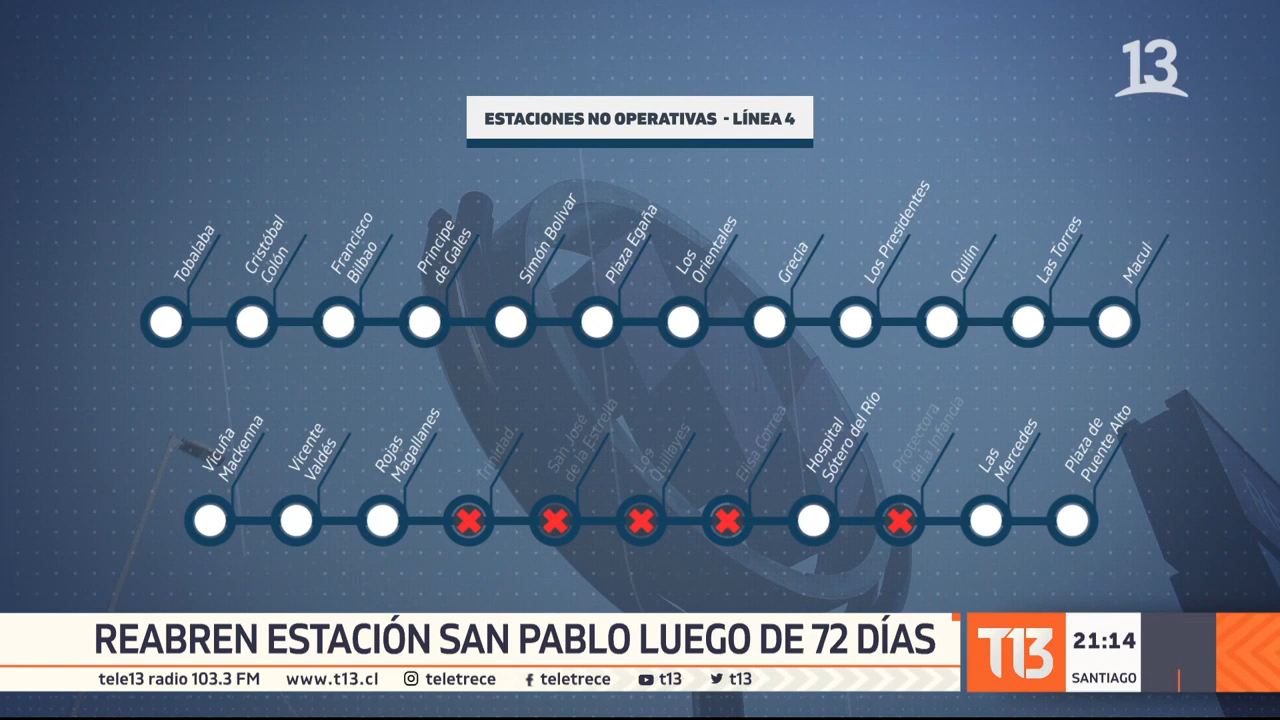 13
ESTACIONES NO OPERATIVAS - LÍNEA 4
Tobalaba
Cristóbal
Colón
Francisco
Bilbao
Príncipe
de Gales
Simón Bolivar
Plaza Egaña
Los
Orientales
Grecia
Los Presidentes
Quilín
Las Torres
Macul
Vicuña
Mackenna
Vicente
Valdés
Rojas
Magallanes
Trinidad
San José
de la Estrella
Los
Quillayes
Elisa Correa
Hospital
Sótero del Río
Protectora
de la Infancia
Las
Mercedes
Plaza de
Puente Alto
REABREN ESTACIÓN SAN PABLO LUEGO DE 72 DÍAS
tele13 radio 103.3 FM www.t13.cl teletrece teletrece t13 t13
T13
21:14
SANTIAGO